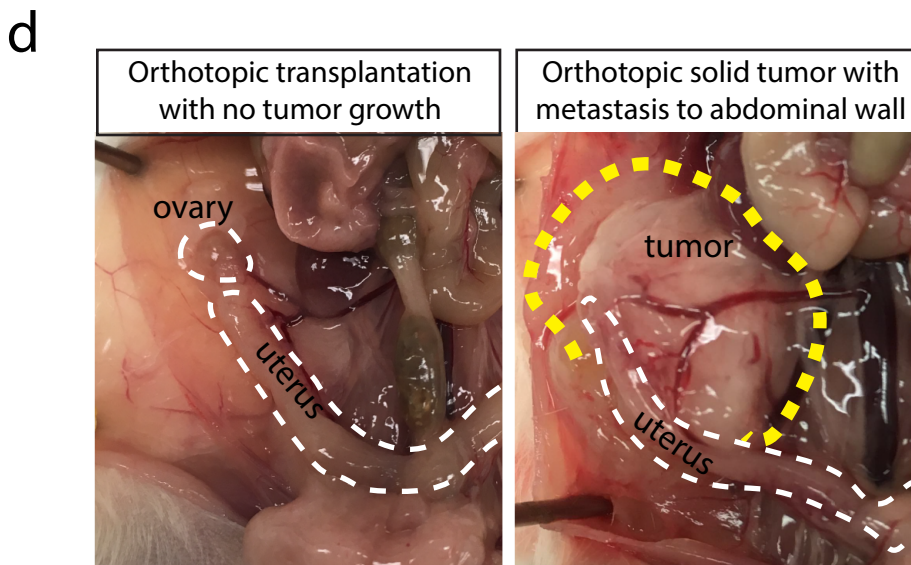 d
Orthotopic transplantation
with no tumor growth
Orthotopic solid tumor with
metastasis to abdominal wall
ovary
uterus
tumor
uterus